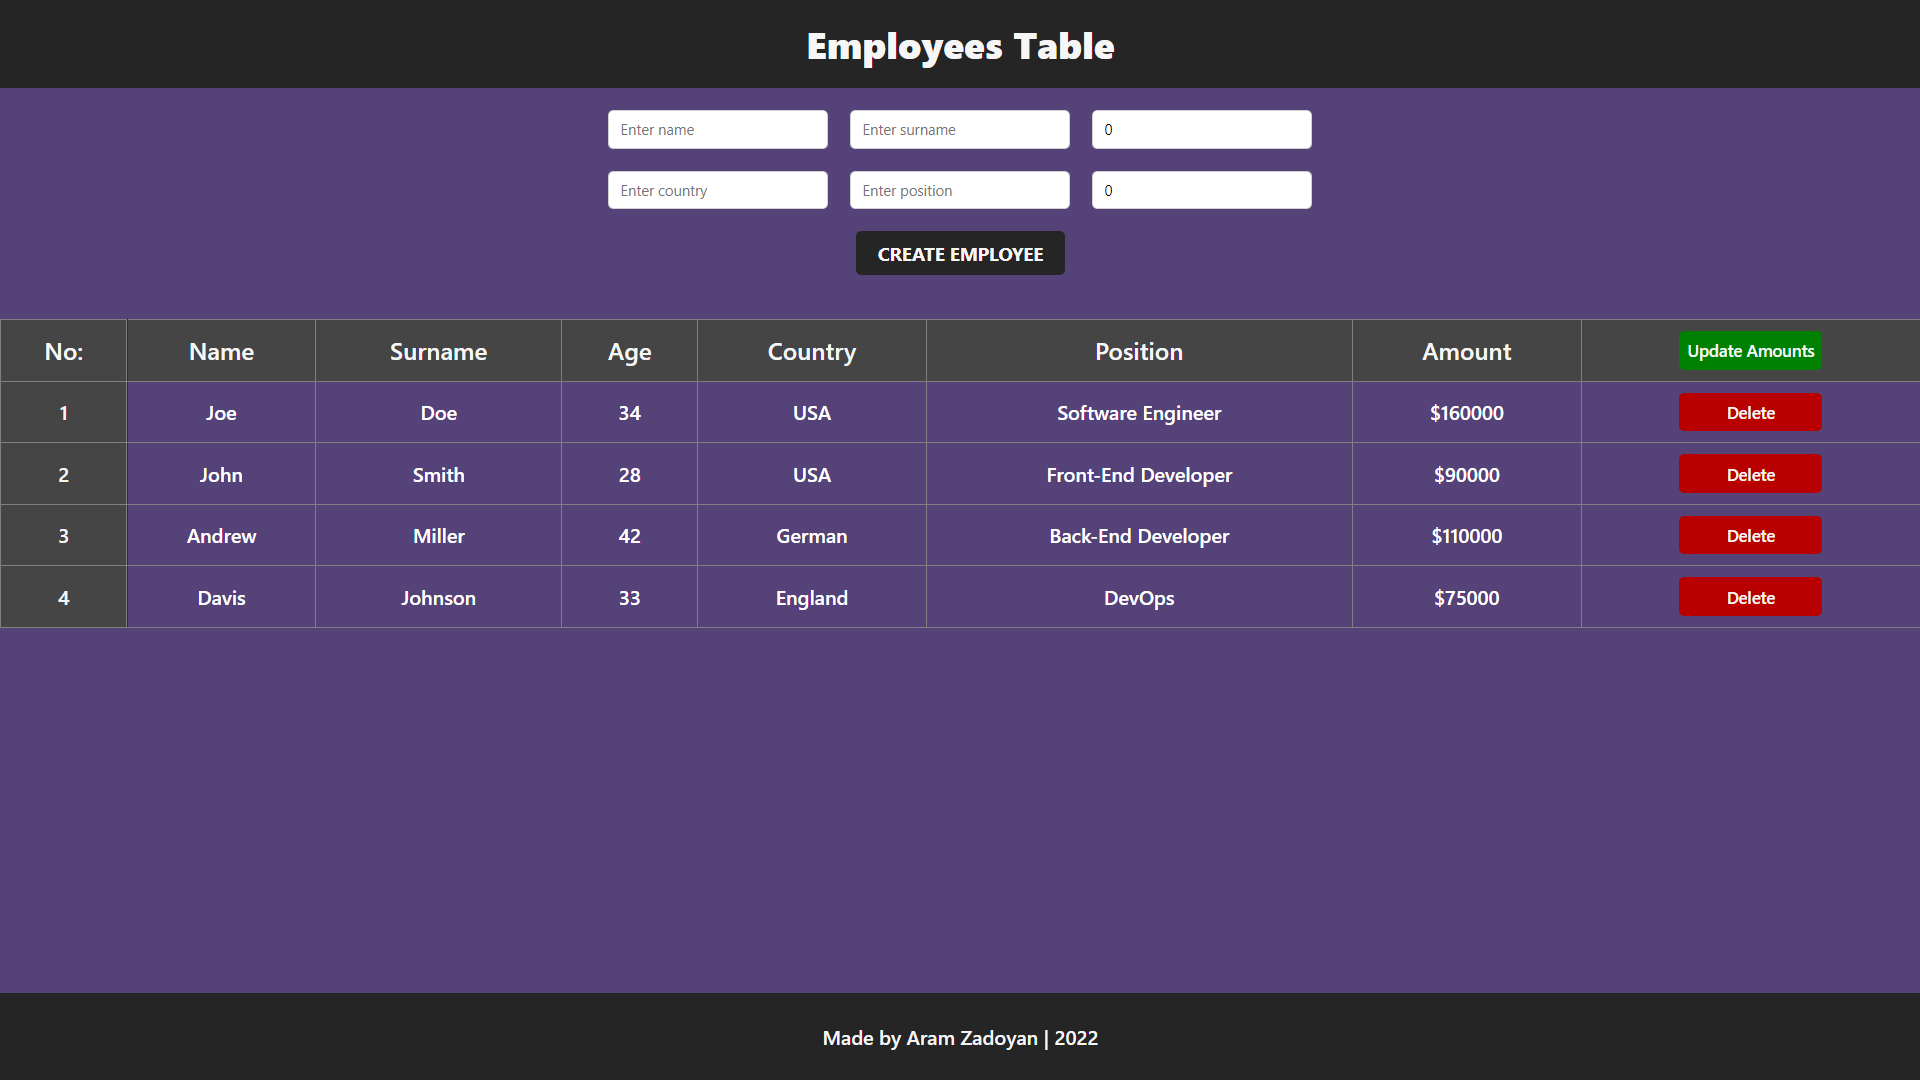 Employees Table
Enter name Enter surname 0
Enter country Enter position 0
CREATE EMPLOYEE
No: Name Surname Age Country Position Amount Update Amounts
1 Joe Doe 34 USA Software Engineer $160000 Delete
2 John Smith 28 USA Front-End Developer $90000 Delete
3 Andrew Miller 42 German Back-End Developer $110000 Delete
4 Davis Johnson 33 England DevOps $75000 Delete
Made by Aram Zadoyan | 2022